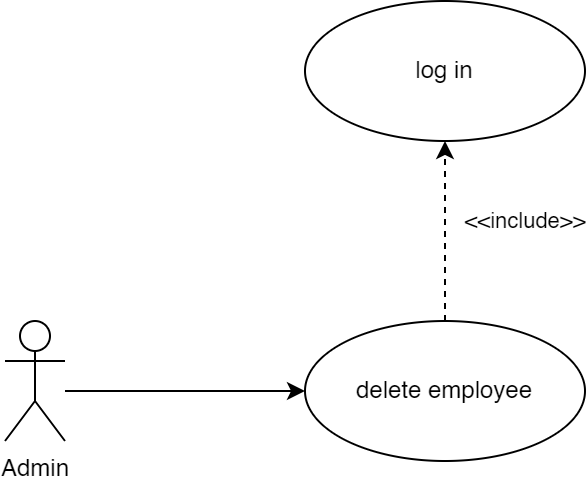 log in
<<include>>
delete employee
Admin